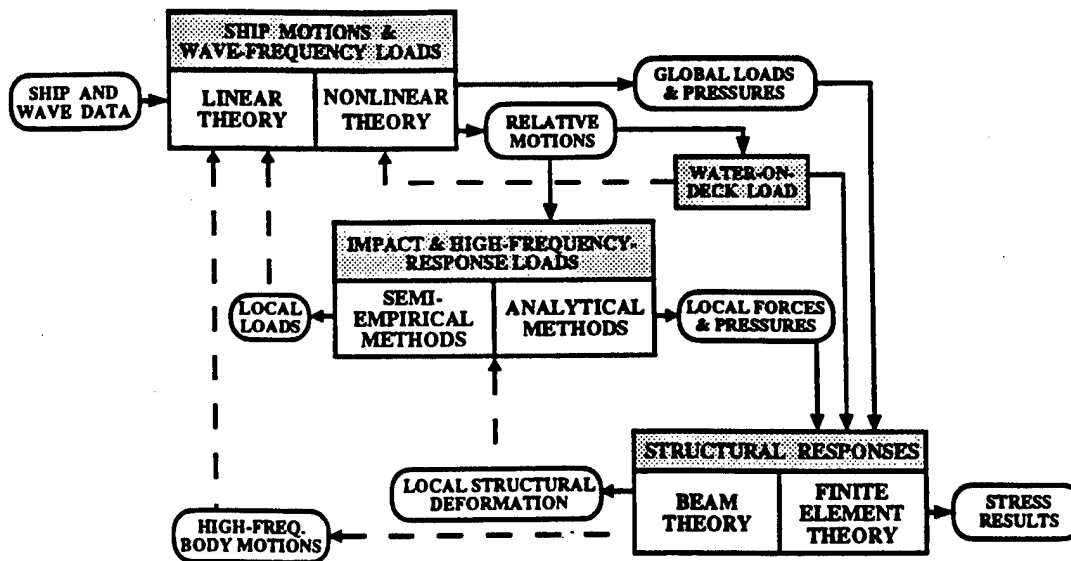 SHIP MOTIONS &
WAVE-FREQUENCY LOADS
SHIP AND
WAVE DATA
LINEAR
THEORY
NONLINEAR
THEORY
GLOBAL LOADS
& PRESSURES
RELATIVE
MOTIONS
WATER-ON-
DECK LOAD
IMPACT & HIGH-FREQUENCY-
RESPONSE LOADS
LOCAL
LOADS
SEMI-
EMPIRICAL
METHODS
ANALYTICAL
METHODS
LOCAL FORCES
& PRESSURES
STRUCTURAL RESPONSES
LOCAL STRUCTURAL
DEFORMATION
BEAM
THEORY
FINITE
ELEMENT
THEORY
STRESS
RESULTS
HIGH-FREQ.
BODY MOTIONS